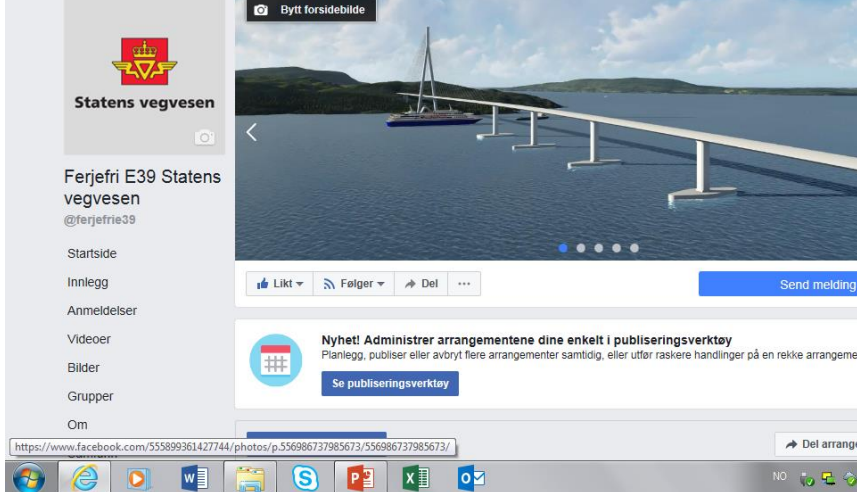 Bytt forsidebilde
Statens vegvesen
Ferjefri E39 Statens
vegvesen
@ferjefrie39
Startside
Innlegg
Anmeldelser
Videoer
Bilder
Grupper
Om
Likt
Følger
Del
Send melding
Nyhet! Administrer arrangementene dine enkelt i publiseringsverktøy
Planlegg, publiser eller avbryt flere arrangementer samtidig, eller utfør raskere handlinger på en rekke arrangeme
Se publiseringsverktøy
https://www.facebook.com/555899361427744/photos/p.556986737985673/556986737985673/
Del arrange
NO